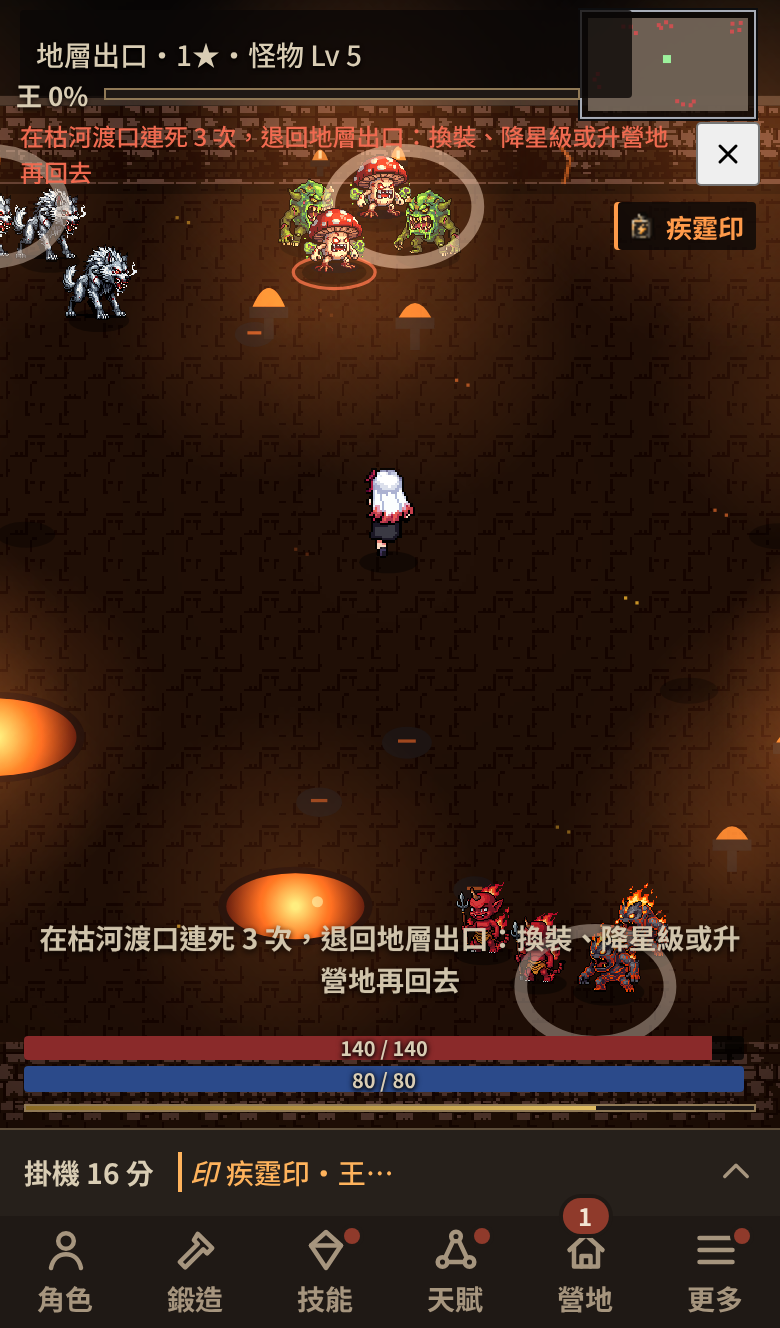 地層出口・1★・怪物 Lv 5
王 0%
在枯河渡口連死 3 次，退回地層出口：換裝、降星級或升營地
再回去
疾霆印
在枯河渡口連死 3 次，退回地層出口：換裝、降星級或升
營地再回去
140 / 140
80 / 80
掛機 16 分
印 疾霆印・王…
1
角色
鍛造
技能
天賦
營地
更多